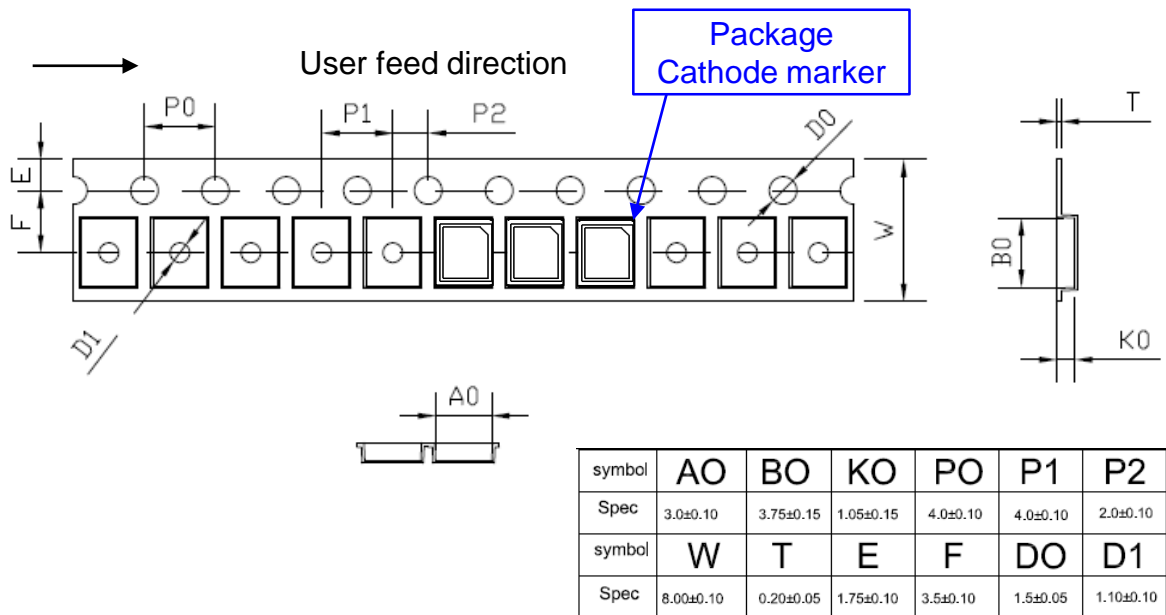 Package
Cathode marker
User feed direction
P0
P1
P2
D0
T
E
F
W
B0
D1
K0
A0
symbol AO BO KO PO P1 P2
Spec 3.0±0.10 3.75±0.15 1.05±0.15 4.0±0.10 4.0±0.10 2.0±0.10
symbol W T E F DO D1
Spec 8.00±0.10 0.20±0.05 1.75±0.10 3.5±0.10 1.5±0.05 1.10±0.10